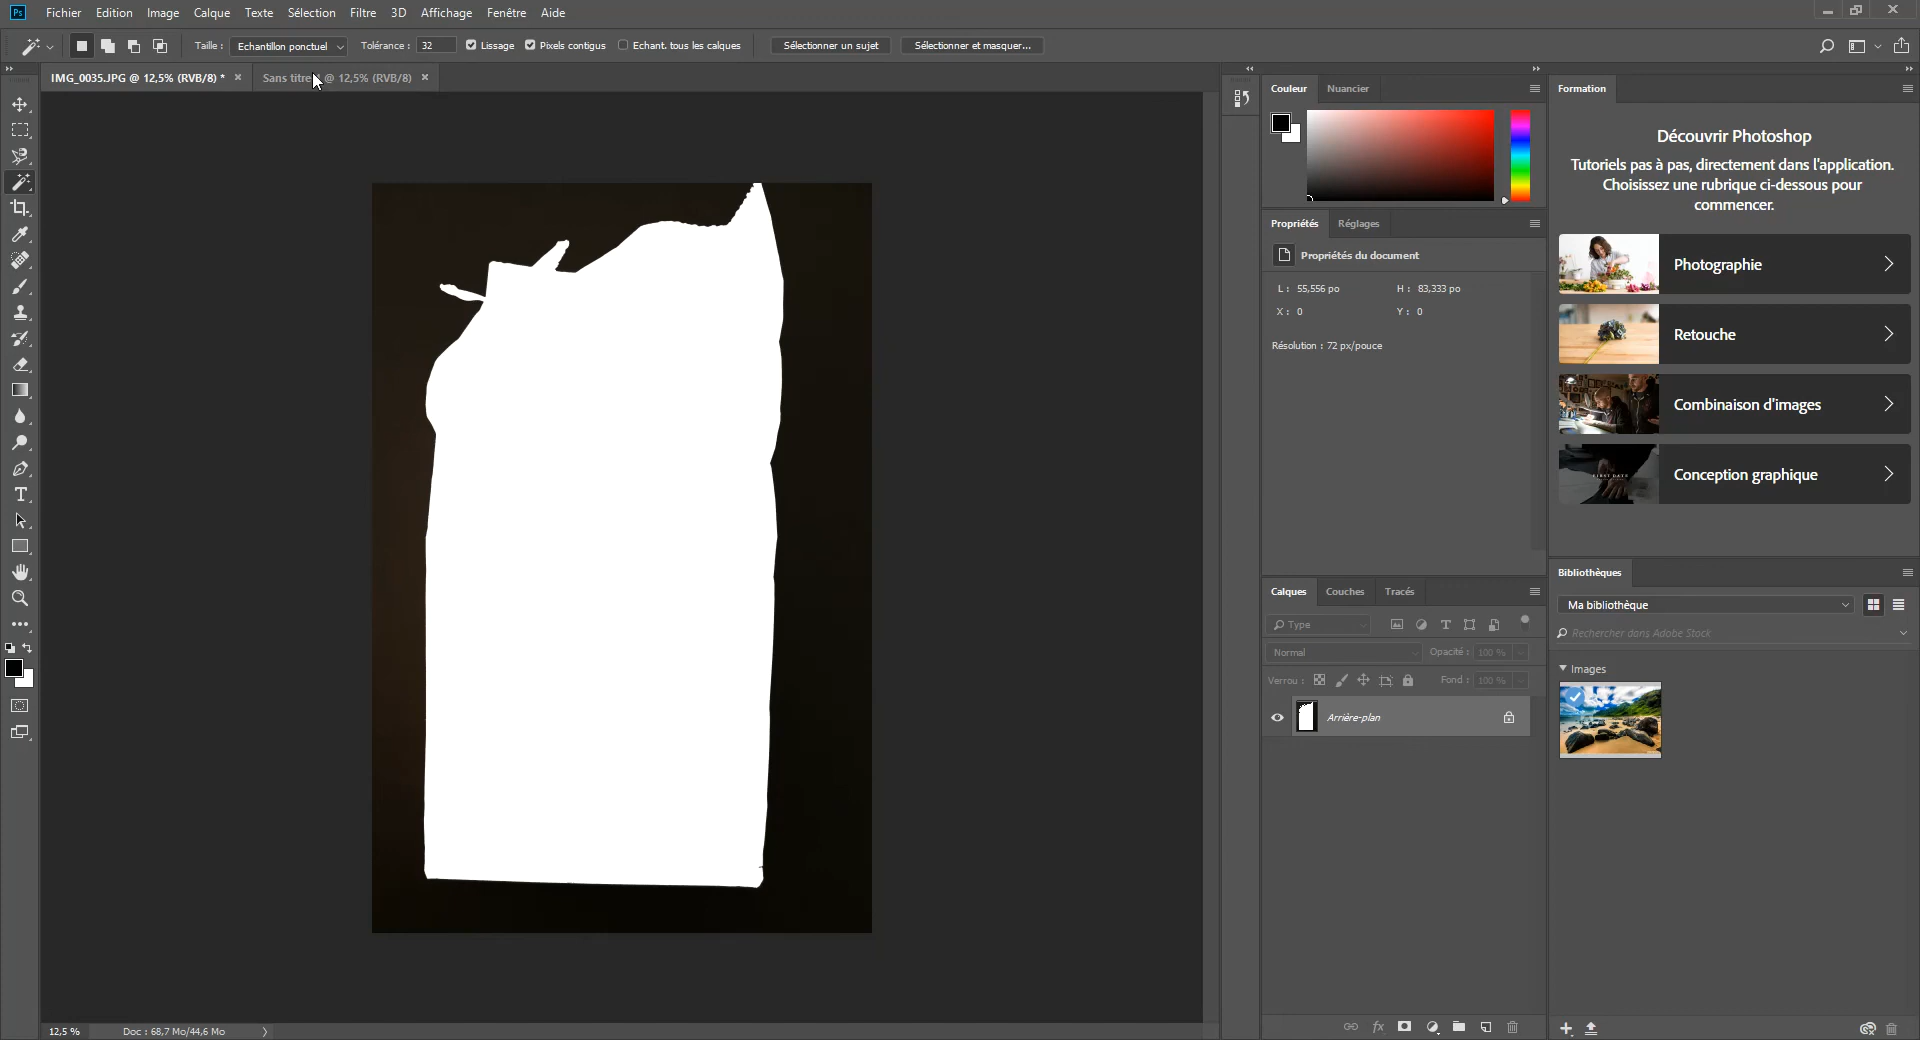 Ps Fichier Edition Image Calque Texte Sélection Filtre 3D Affichage Fenêtre Aide
Taille : Echantillon ponctuel Tolérance : 32 Lissage Pixels contigus Echant. tous les calques Sélectionner un sujet Sélectionner et masquer...
IMG_0035.JPG @ 12,5% (RVB/8) * Sans titre @ 12,5% (RVB/8)
Couleur Nuancier
Propriétés Réglages
Propriétés du document
L : 55,556 po H : 83,333 po
X : 0 Y : 0
Résolution : 72 px/pouce
Calques Couches Tracés
Type
Normal Opacité : 100 %
Verrou : Fond : 100 %
Arrière-plan
fx
Formation
Découvrir Photoshop
Tutoriels pas à pas, directement dans l'application.
Choisissez une rubrique ci-dessous pour
commencer.
Photographie
Retouche
Combinaison d'images
FIRST DATE
Conception graphique
Bibliothèques
Ma bibliothèque
Rechercher dans Adobe Stock
Images
12,5 % Doc : 68,7 Mo/44,6 Mo